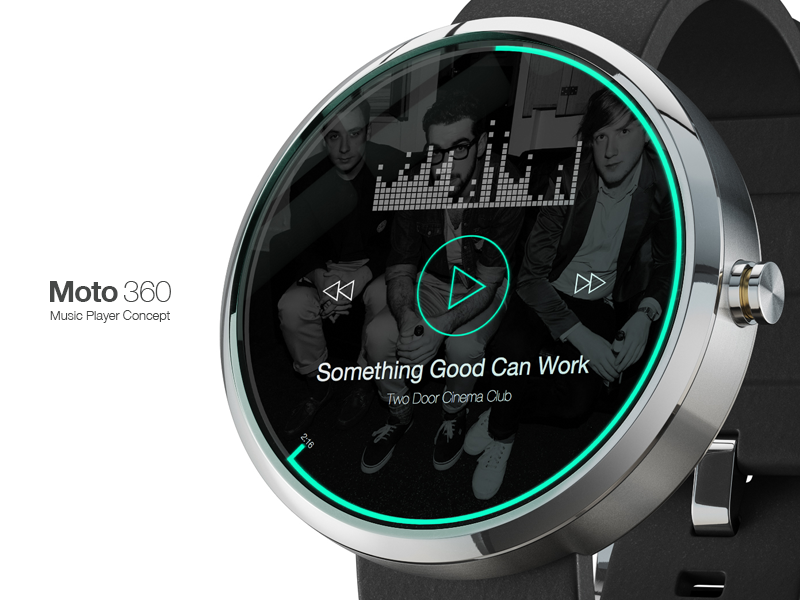 Moto 360
Music Player Concept
Something Good Can Work
Two Door Cinema Club
2:16